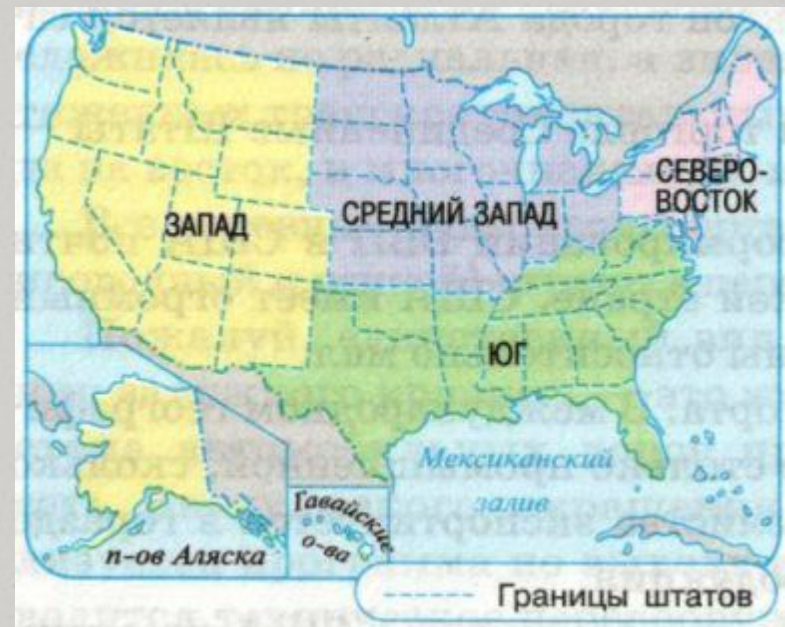 СЕВЕРО-
ВОСТОК
ЗАПАД
СРЕДНИЙ ЗАПАД
ЮГ
Мексиканский
залив
Гавайские
о-ва
п-ов Аляска
Границы штатов